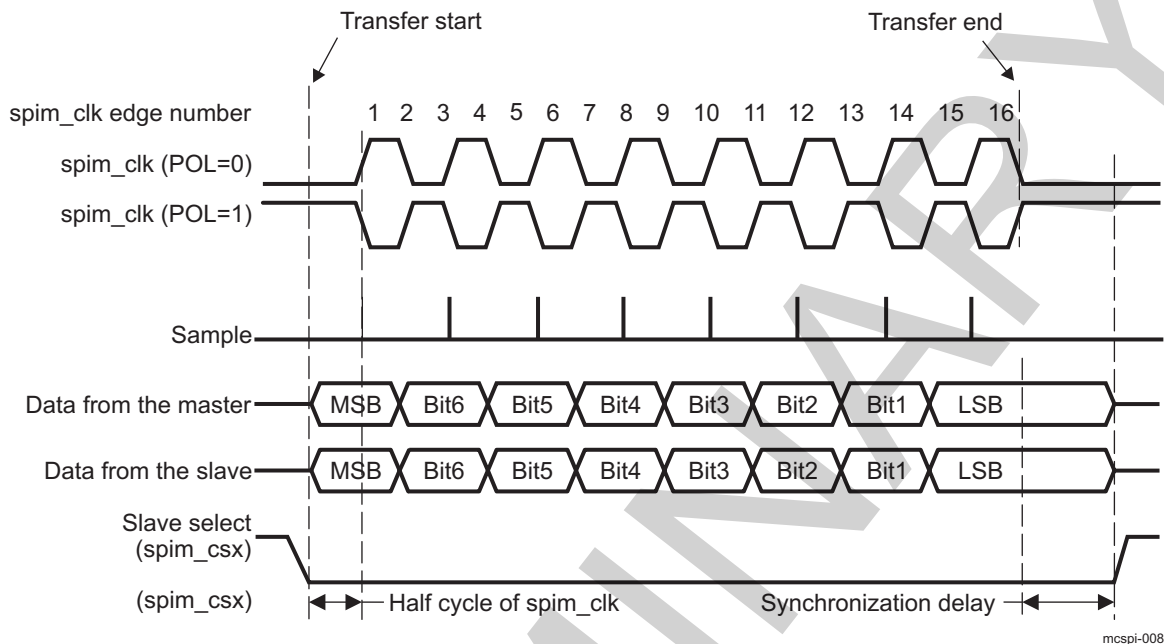 Transfer start
Transfer end
spim_clk edge number
1 2 3 4 5 6 7 8 9 10 11 12 13 14 15 16
spim_clk (POL=0)
spim_clk (POL=1)
Sample
Data from the master
MSB Bit6 Bit5 Bit4 Bit3 Bit2 Bit1 LSB
Data from the slave
MSB Bit6 Bit5 Bit4 Bit3 Bit2 Bit1 LSB
Slave select
(spim_csx)
(spim_csx)
Half cycle of spim_clk
Synchronization delay
mcspi-008
MINARY